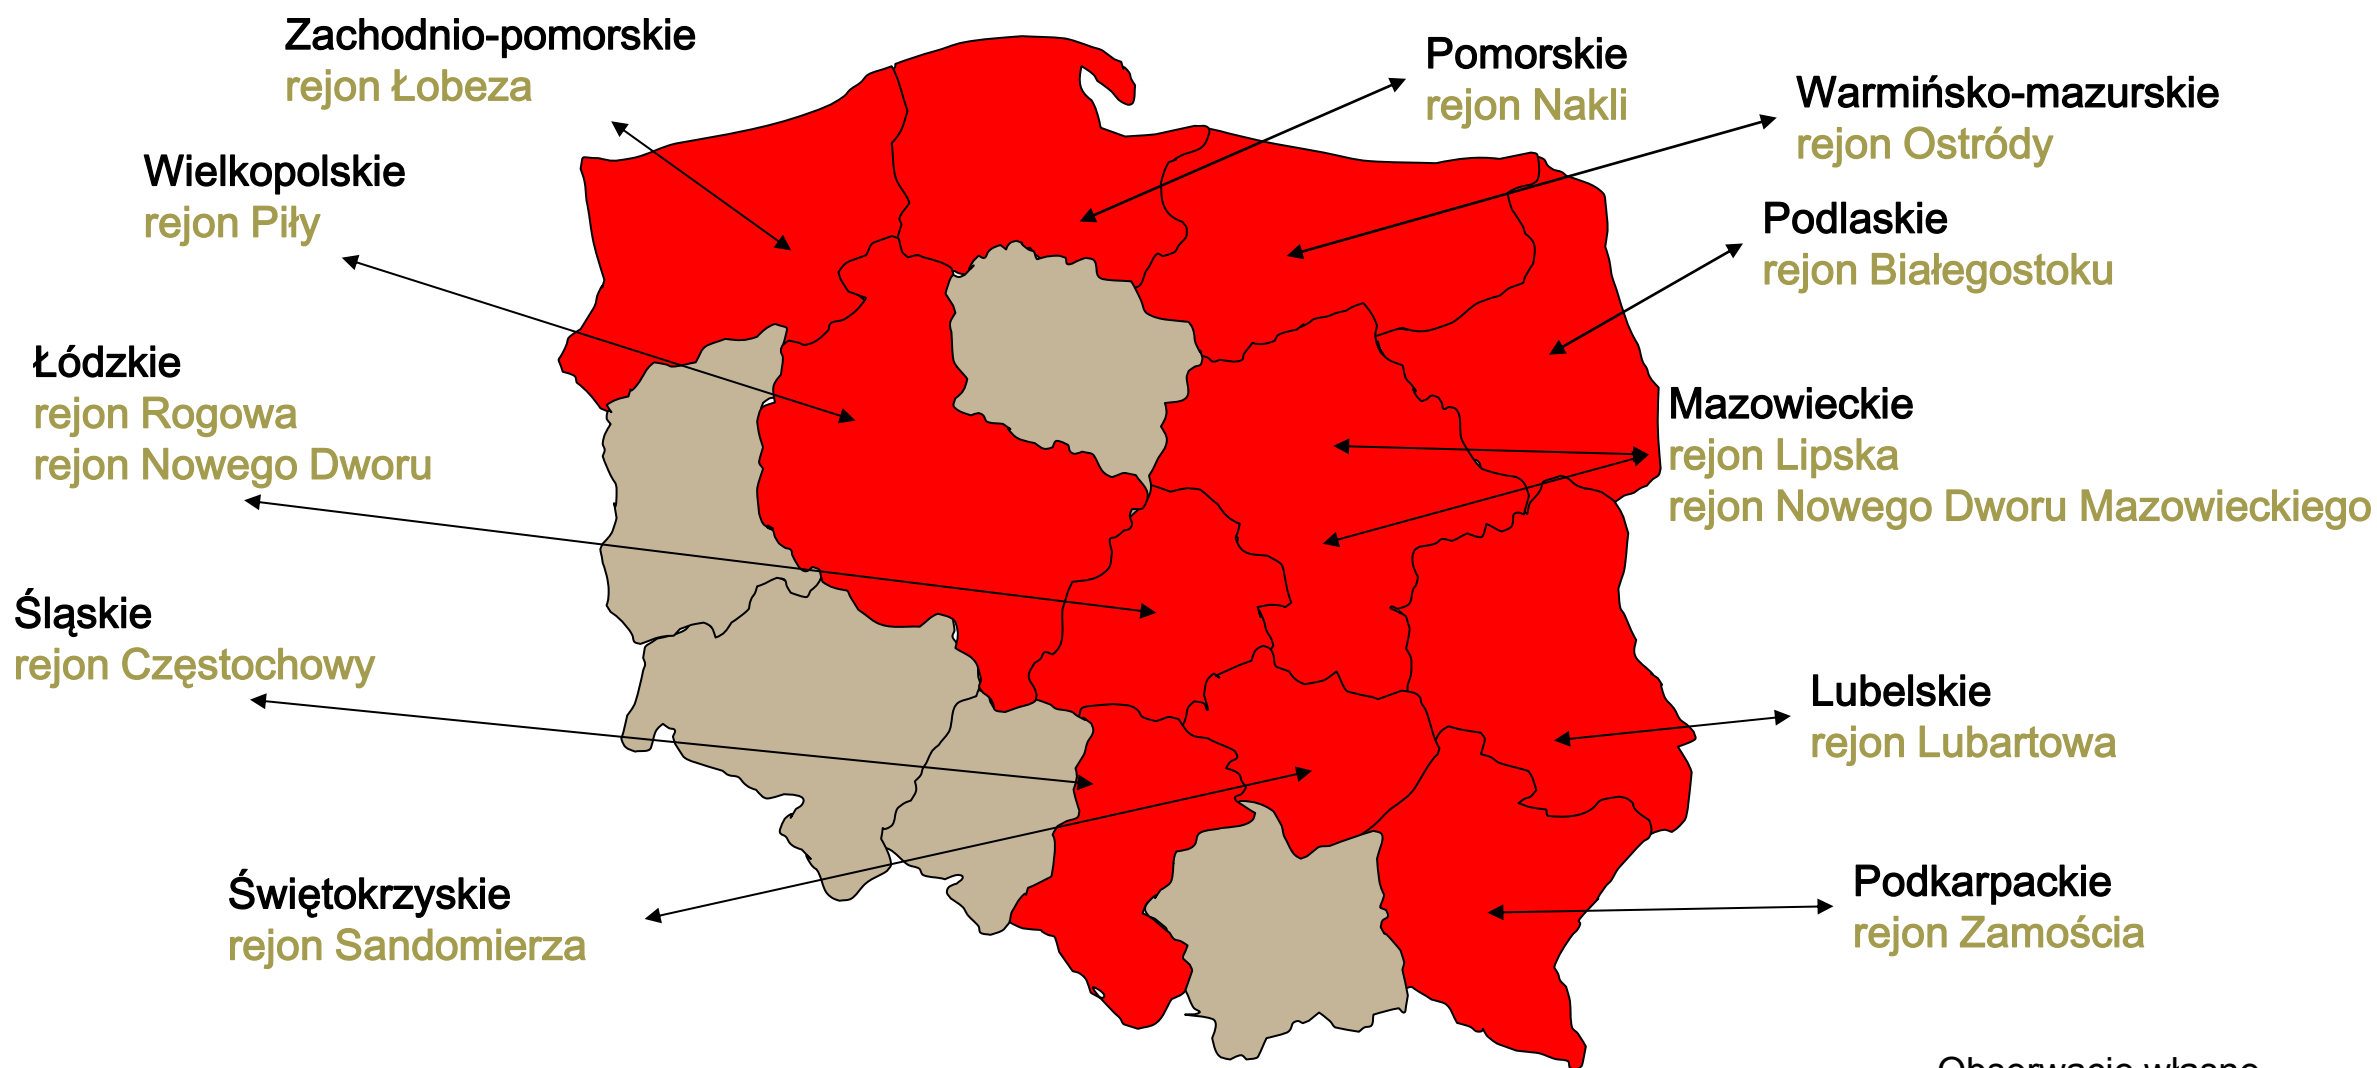 Zachodnio-pomorskie
rejon Łobeza
Pomorskie
rejon Nakli
Warmińsko-mazurskie
rejon Ostródy
Wielkopolskie
rejon Piły
Podlaskie
rejon Białegostoku
Łódzkie
rejon Rogowa
rejon Nowego Dworu
Mazowieckie
rejon Lipska
rejon Nowego Dworu Mazowieckiego
Śląskie
rejon Częstochowy
Lubelskie
rejon Lubartowa
Świętokrzyskie
rejon Sandomierza
Podkarpackie
rejon Zamościa
Obserwacje własne